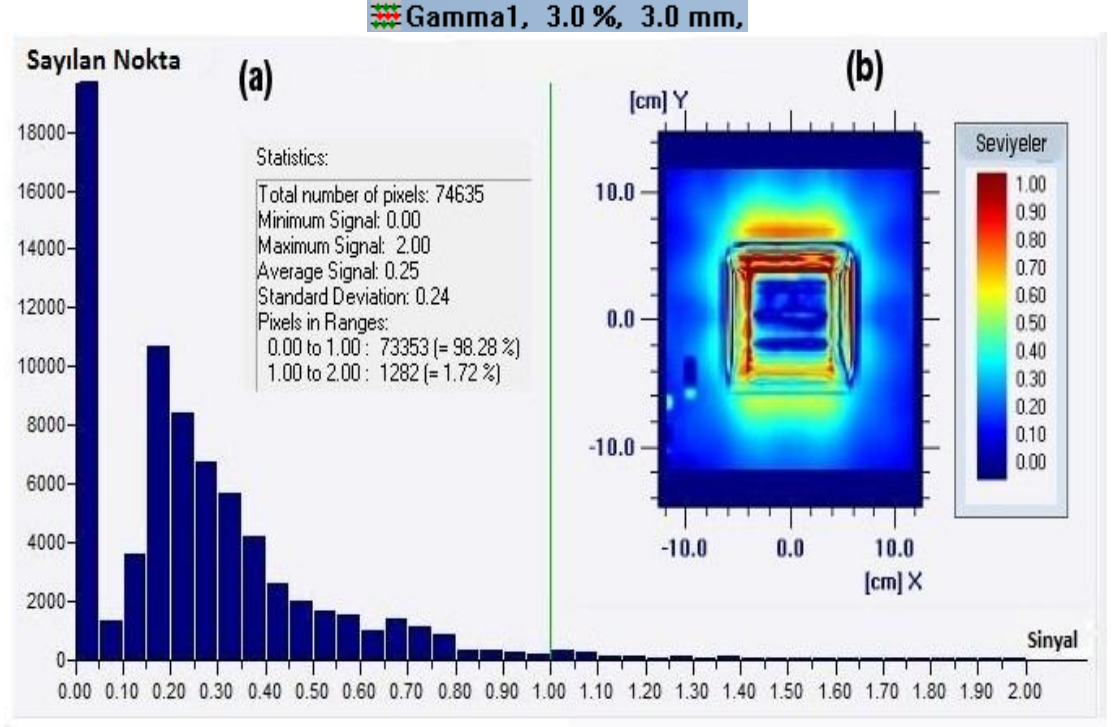 Gamma1, 3.0 %, 3.0 mm,
Sayılan Nokta
(a)
18000
16000
14000
12000
10000
8000
6000
4000
2000
0
Statistics:
Total number of pixels: 74635
Minimum Signal: 0.00
Maximum Signal: 2.00
Average Signal: 0.25
Standard Deviation: 0.24
Pixels in Ranges:
0.00 to 1.00 : 73353 (= 98.28 %)
1.00 to 2.00 : 1282 (= 1.72 %)
0.00 0.10 0.20 0.30 0.40 0.50 0.60 0.70 0.80 0.90 1.00 1.10 1.20 1.30 1.40 1.50 1.60 1.70 1.80 1.90 2.00
Sinyal
(b)
[cm] Y
10.0
0.0
-10.0
-10.0 0.0 10.0
[cm] X
Seviyeler
1.00
0.90
0.80
0.70
0.60
0.50
0.40
0.30
0.20
0.10
0.00